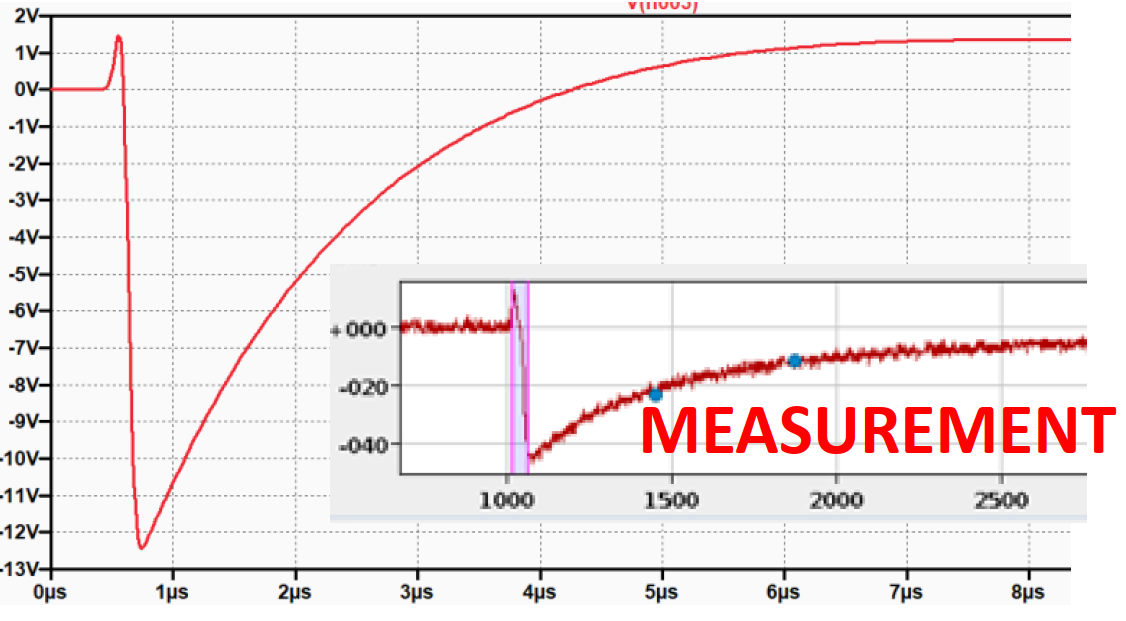 V(n003)
2V
1V
0V
-1V
-2V
-3V
-4V
-5V
-6V
-7V
-8V
-9V
-10V
-11V
-12V
-13V
0µs 1µs 2µs 3µs 4µs 5µs 6µs 7µs 8µs
+000
-020
-040
1000 1500 2000 2500
MEASUREMENT